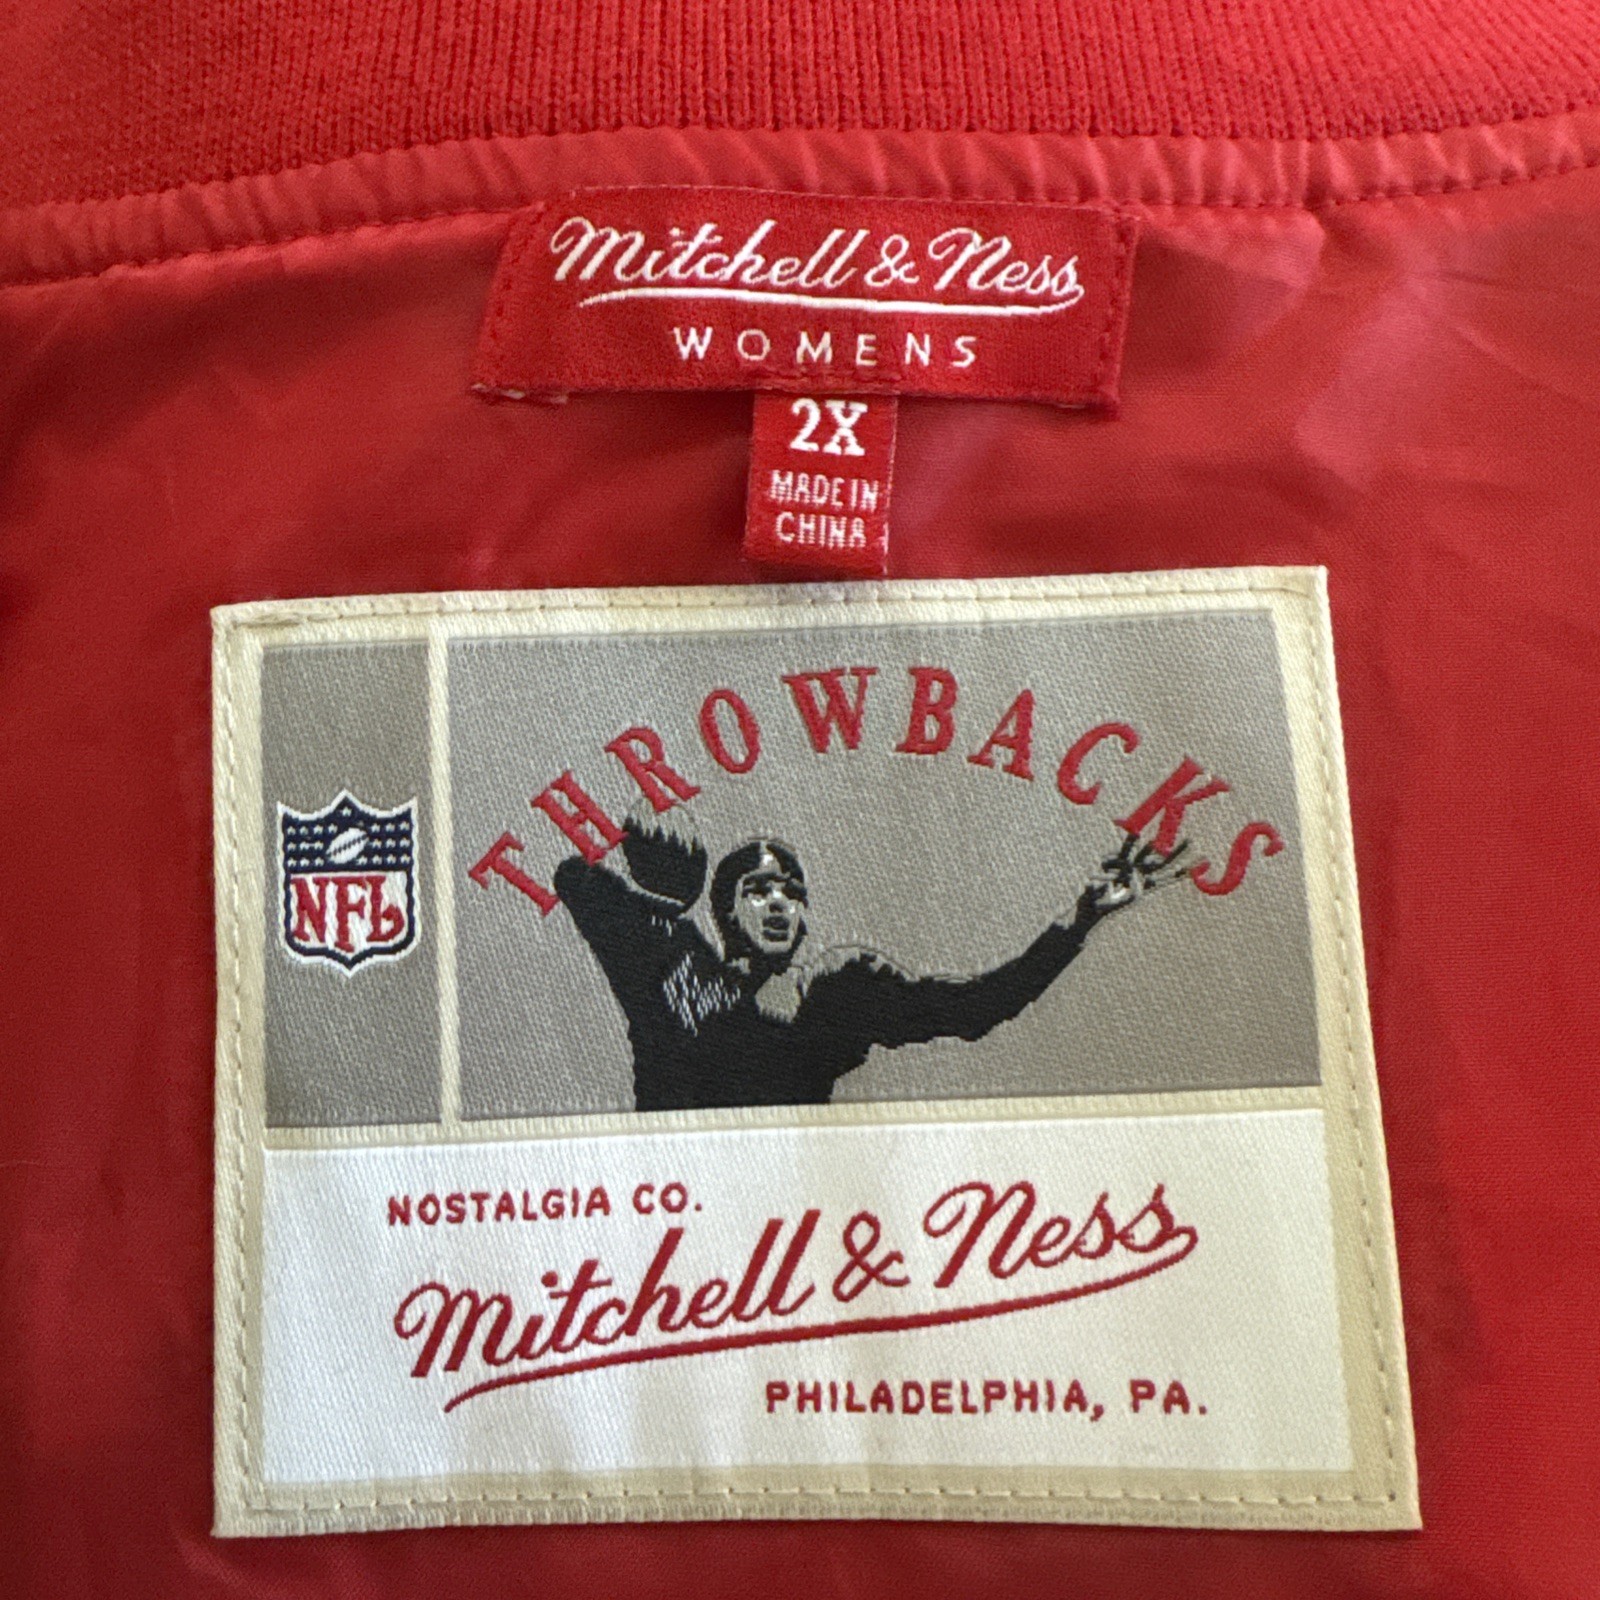 Mitchell & Ness
WOMENS
2X
MADE IN
CHINA
THROWBACKS
NFL
NOSTALGIA CO.
Mitchell & Ness
PHILADELPHIA, PA.